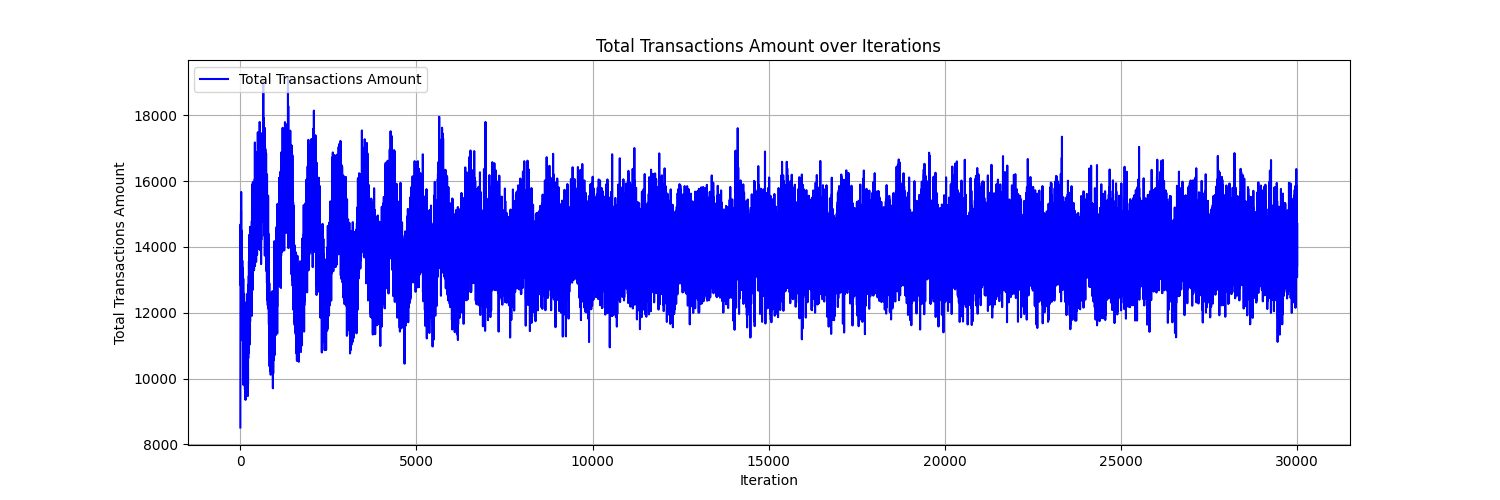 Total Transactions Amount over Iterations
Total Transactions Amount
Total Transactions Amount
18000
16000
14000
12000
10000
8000
0 5000 10000 15000 20000 25000 30000
Iteration